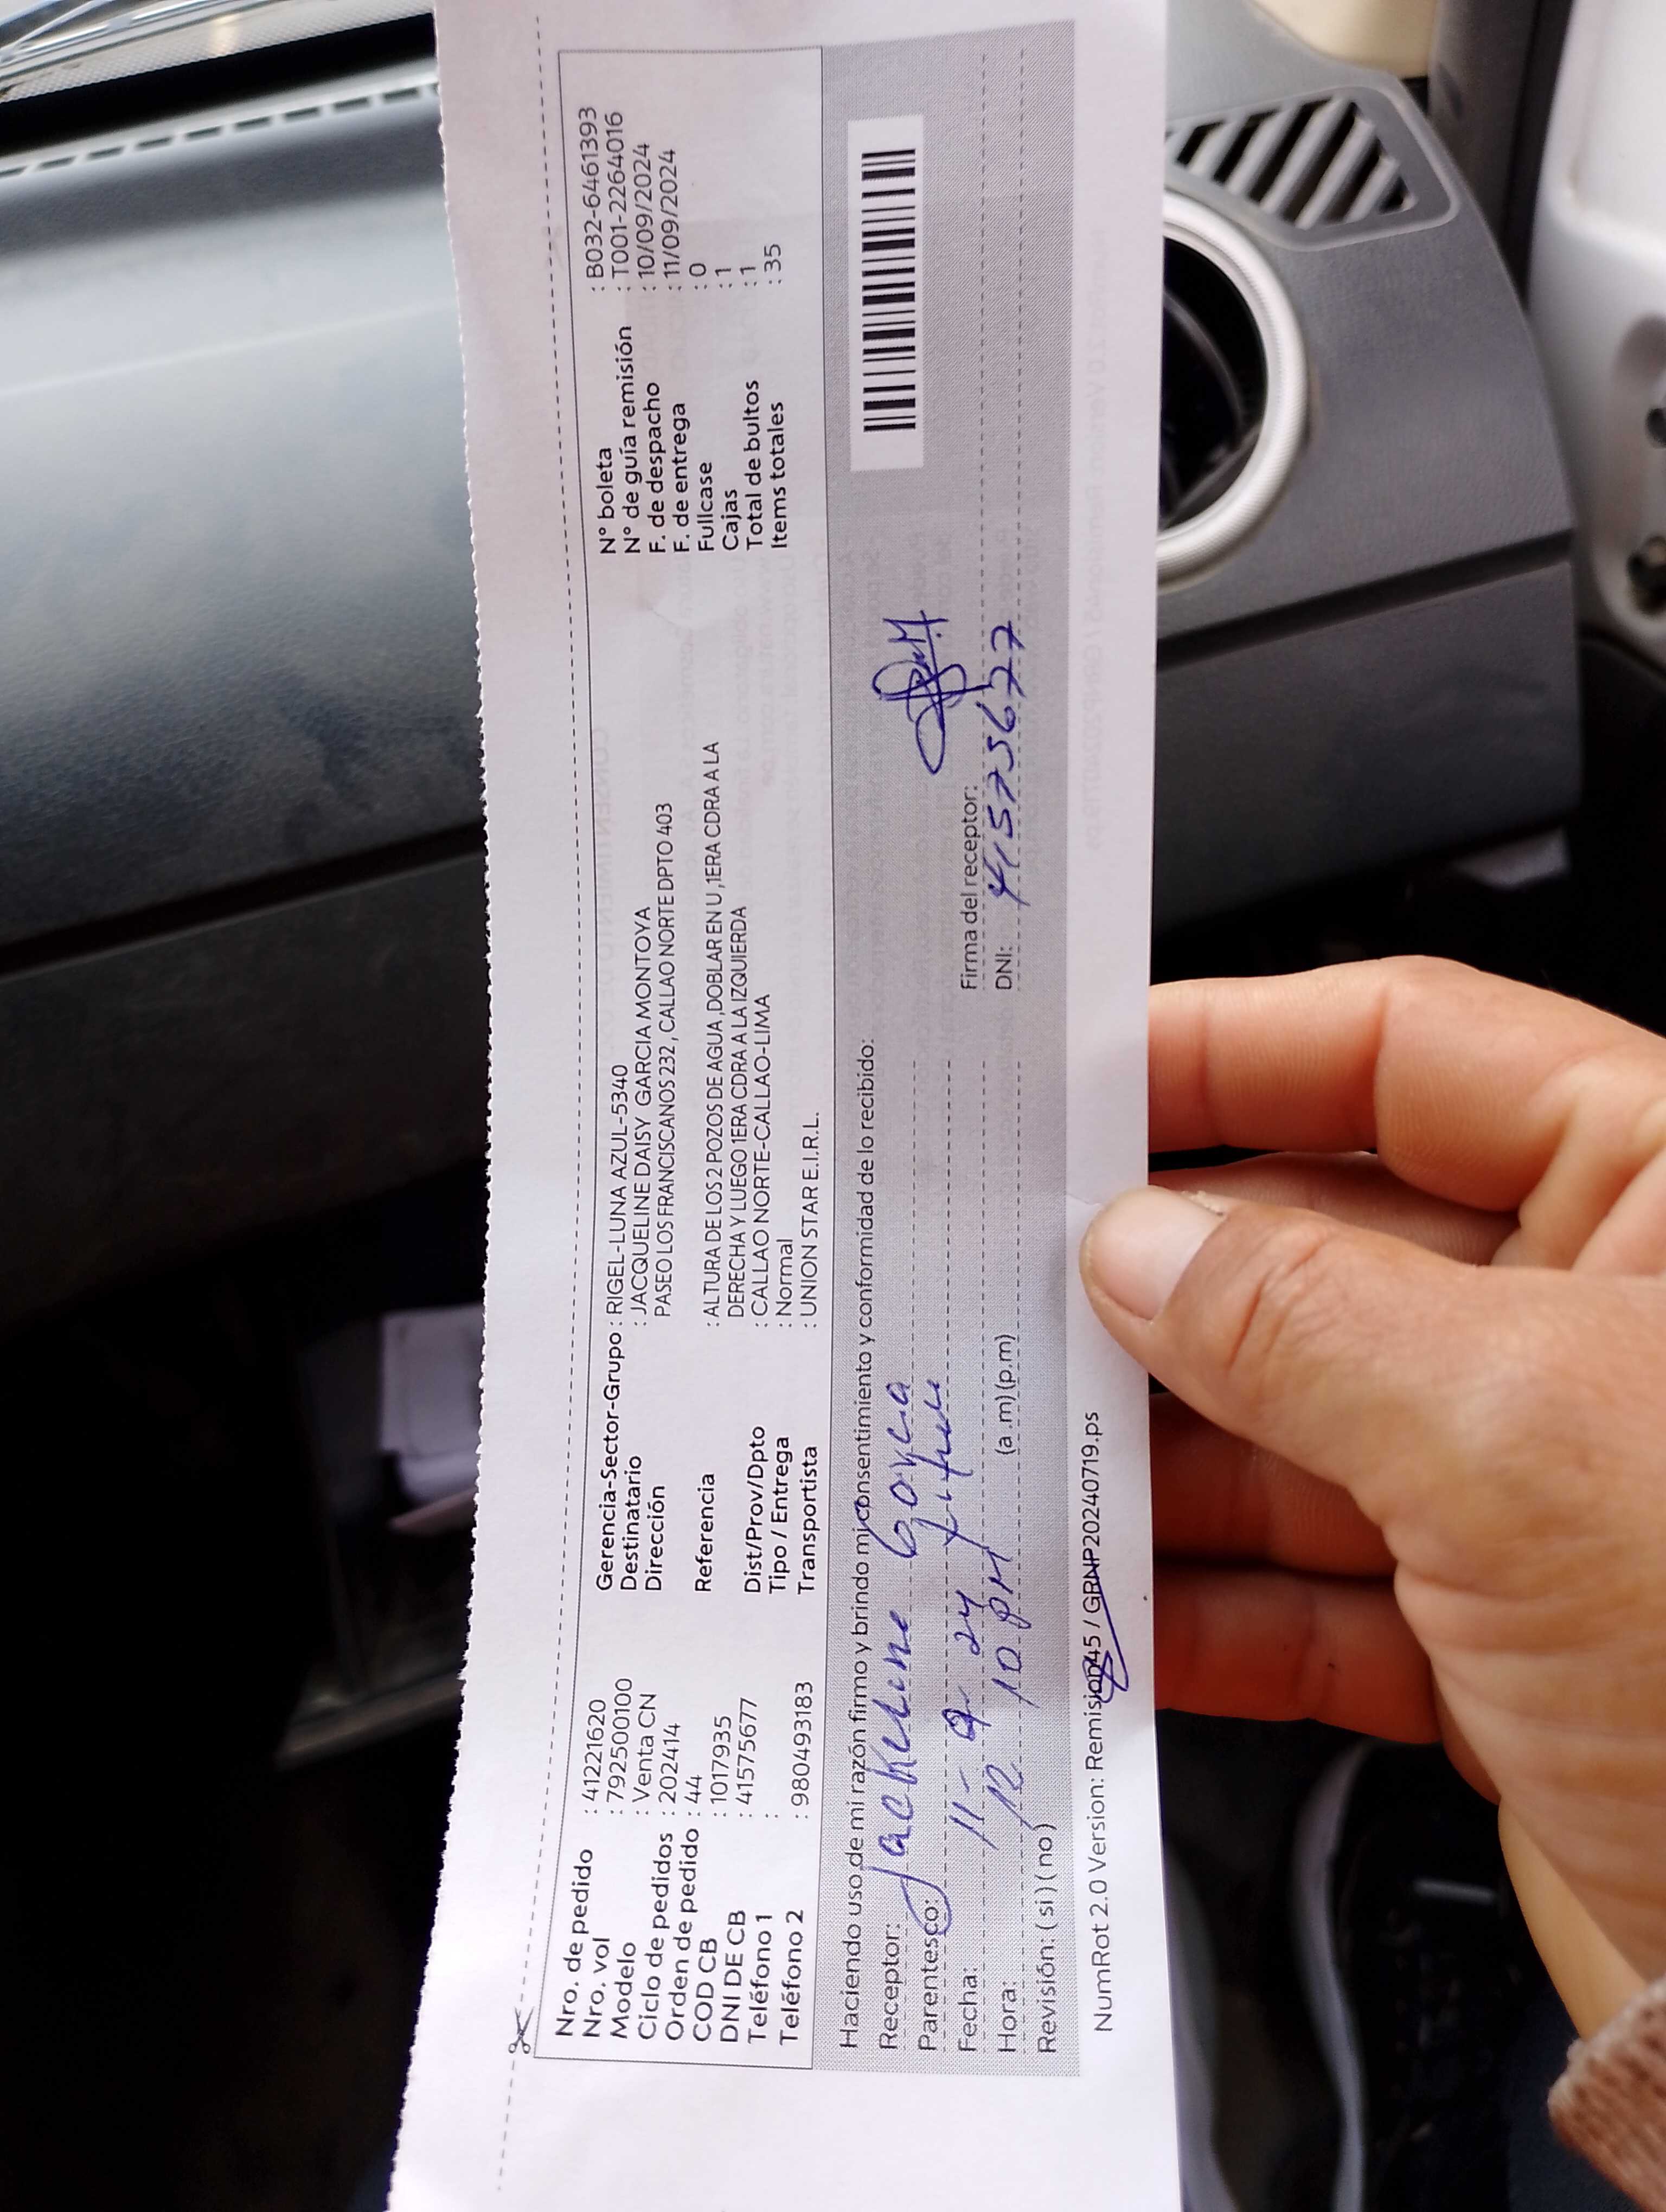 Nro. de pedido : 41221620
Nro. vol : 792500100
Modelo : Venta CN
Ciclo de pedidos : 202414
Orden de pedido : 44
COD CB : 1017935
DNI DE CB : 41575677
Teléfono 1 :
Teléfono 2 : 980493183
Gerencia-Sector-Grupo : RIGEL-LUNA AZUL-5340
Destinatario : JACQUELINE DAISY GARCIA MONTOYA
Dirección PASEO LOS FRANCISCANOS 232 , CALLAO NORTE DPTO 403
Referencia : ALTURA DE LOS 2 POZOS DE AGUA ,DOBLAR EN U ,1ERA CDRA A LA
DERECHA Y LUEGO 1ERA CDRA A LA IZQUIERDA
Dist/Prov/Dpto : CALLAO NORTE-CALLAO-LIMA
Tipo / Entrega : Normal
Transportista : UNION STAR E.I.R.L.
N° boleta : B032-6461393
N° de guía remisión : T001-2264016
F. de despacho : 10/09/2024
F. de entrega : 11/09/2024
Fullcase : 0
Cajas : 1
Total de bultos : 1
Items totales : 35
Haciendo uso de mi razón firmo y brindo mi consentimiento y conformidad de lo recibido:
Receptor: Jackeline
Parentesco:
Fecha: 11- 9- 24
Hora: 12 10 PM (a .m) (p.m)
Revisión: ( si ) ( no )
Firma del receptor:
DNI: 41575677
NumRot 2.0 Version: Remision45 / GRNP20240719.ps